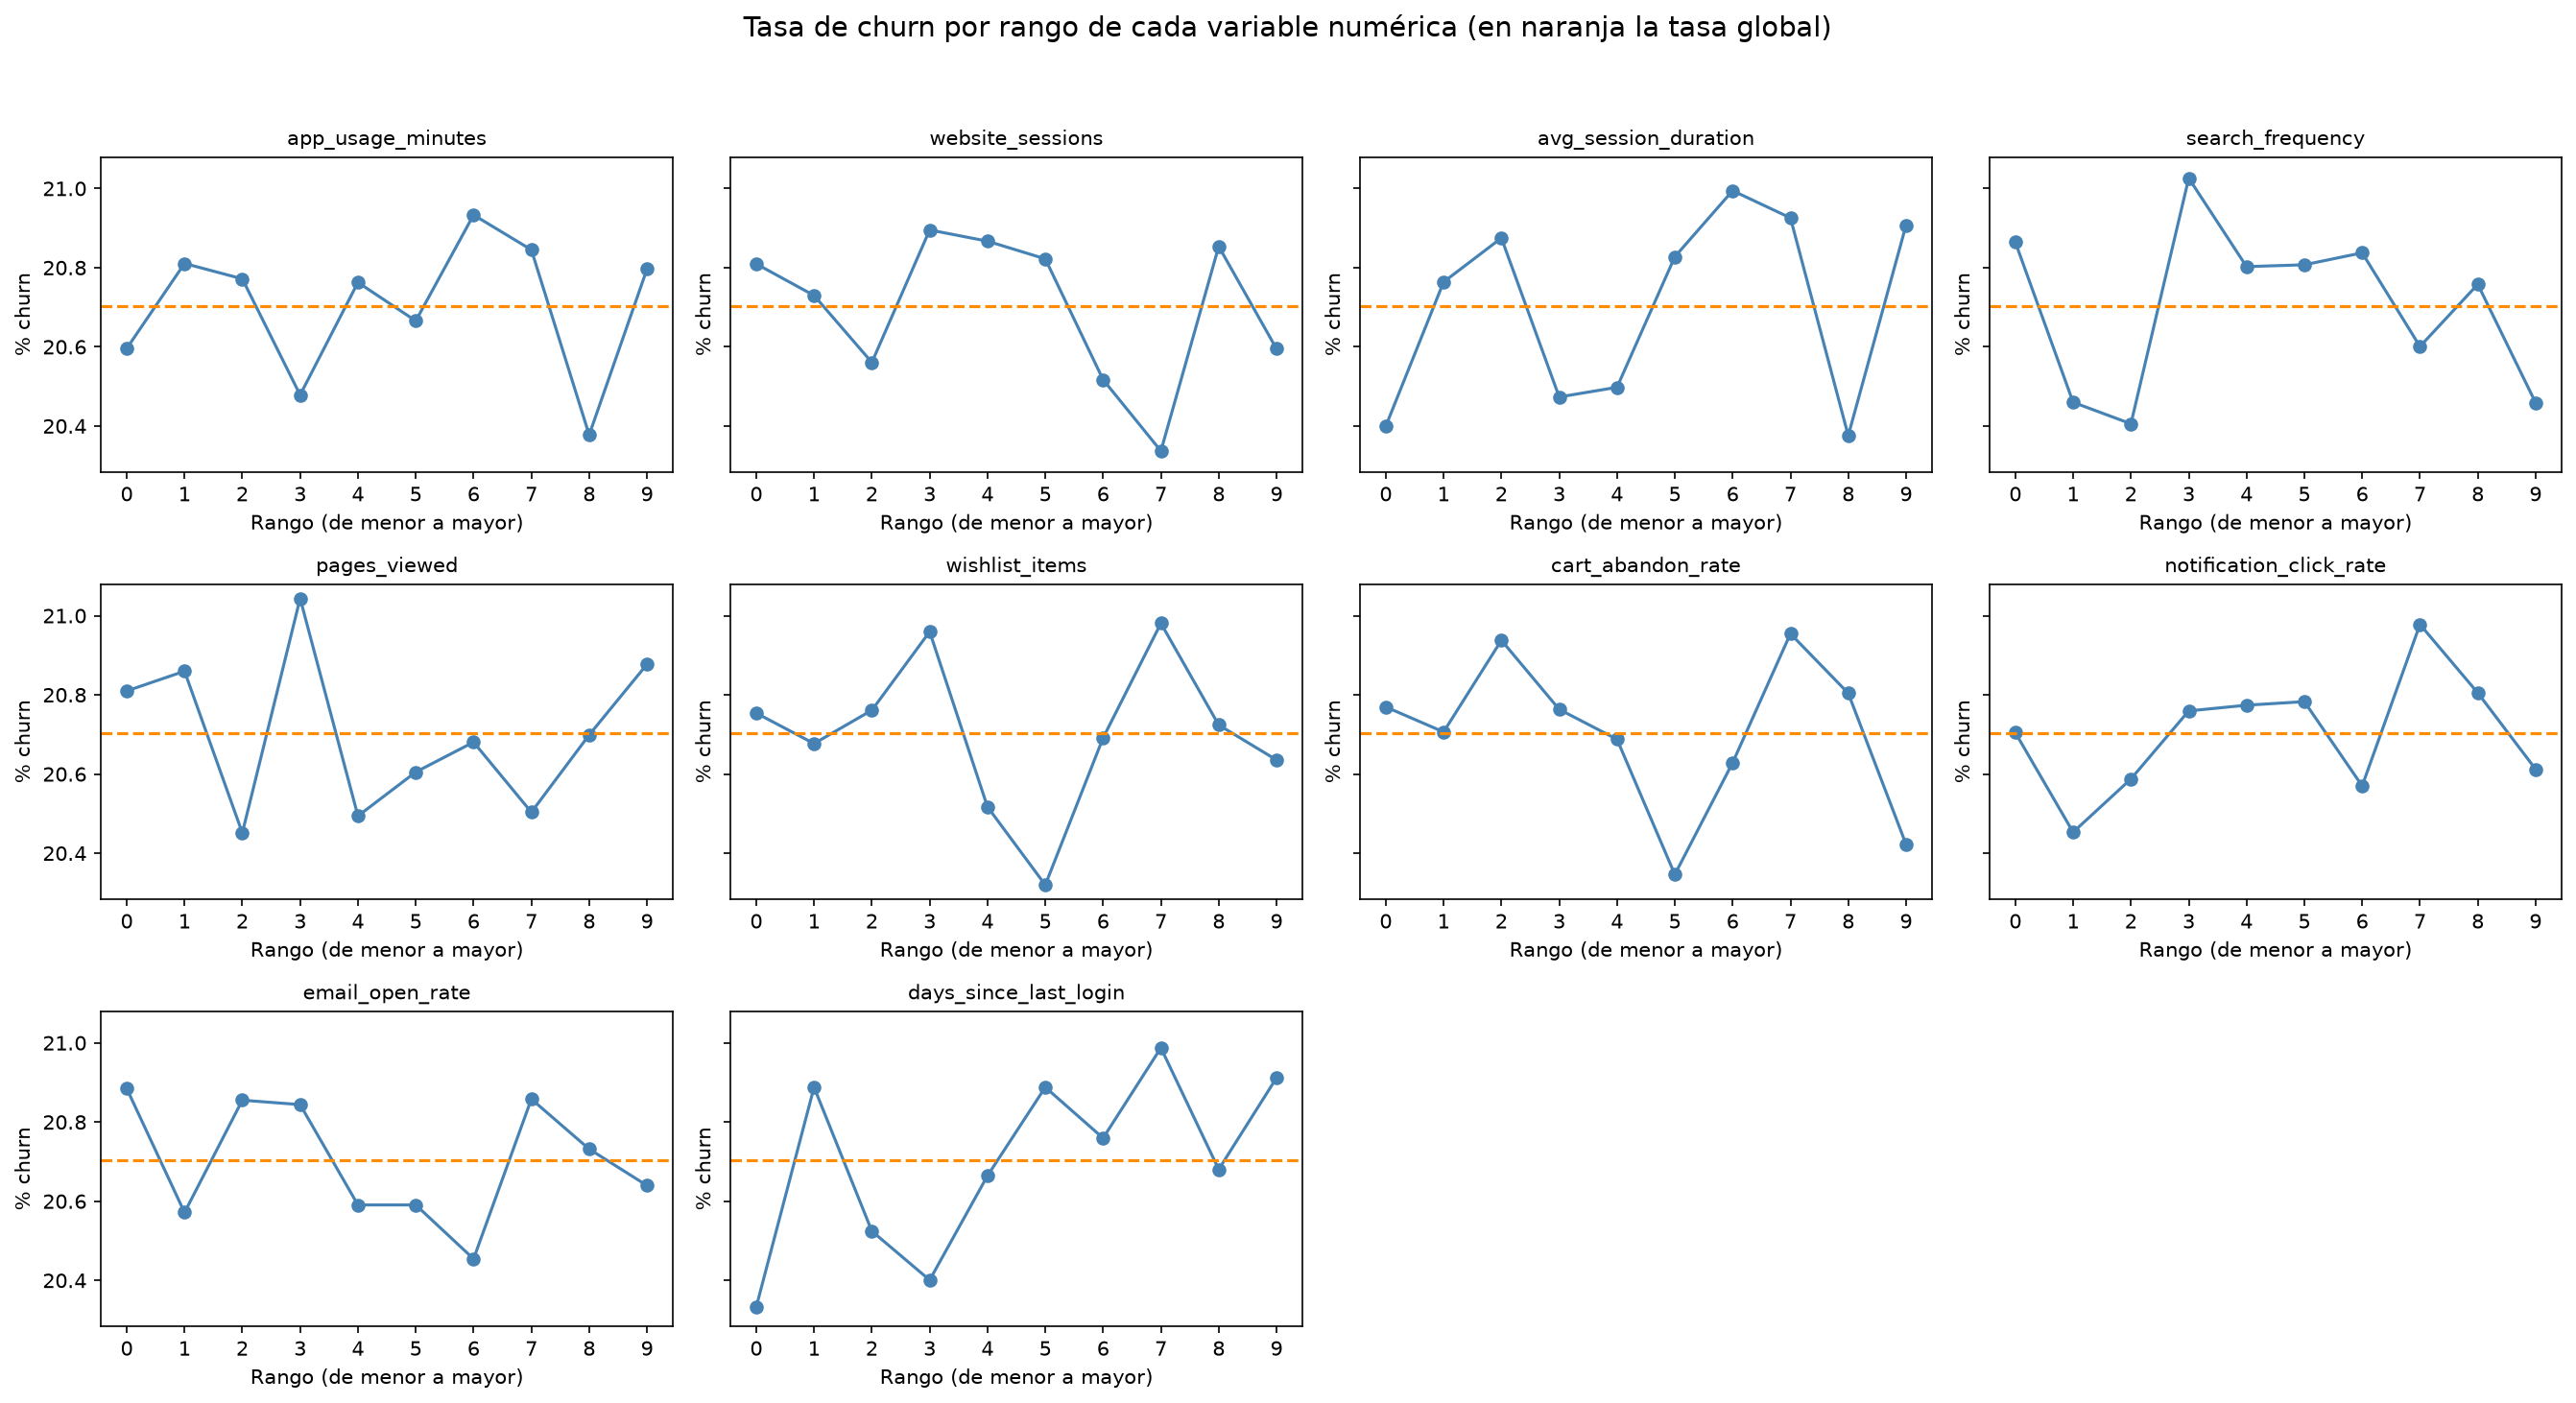 Tasa de churn por rango de cada variable numérica (en naranja la tasa global)
app_usage_minutes
website_sessions
avg_session_duration
search_frequency
% churn
21.0
20.8
20.6
20.4
% churn
% churn
% churn
0 1 2 3 4 5 6 7 8 9
0 1 2 3 4 5 6 7 8 9
0 1 2 3 4 5 6 7 8 9
0 1 2 3 4 5 6 7 8 9
Rango (de menor a mayor)
Rango (de menor a mayor)
Rango (de menor a mayor)
Rango (de menor a mayor)
pages_viewed
wishlist_items
cart_abandon_rate
notification_click_rate
% churn
21.0
20.8
20.6
20.4
% churn
% churn
% churn
0 1 2 3 4 5 6 7 8 9
0 1 2 3 4 5 6 7 8 9
0 1 2 3 4 5 6 7 8 9
0 1 2 3 4 5 6 7 8 9
Rango (de menor a mayor)
Rango (de menor a mayor)
Rango (de menor a mayor)
Rango (de menor a mayor)
email_open_rate
days_since_last_login
% churn
21.0
20.8
20.6
20.4
% churn
0 1 2 3 4 5 6 7 8 9
0 1 2 3 4 5 6 7 8 9
Rango (de menor a mayor)
Rango (de menor a mayor)